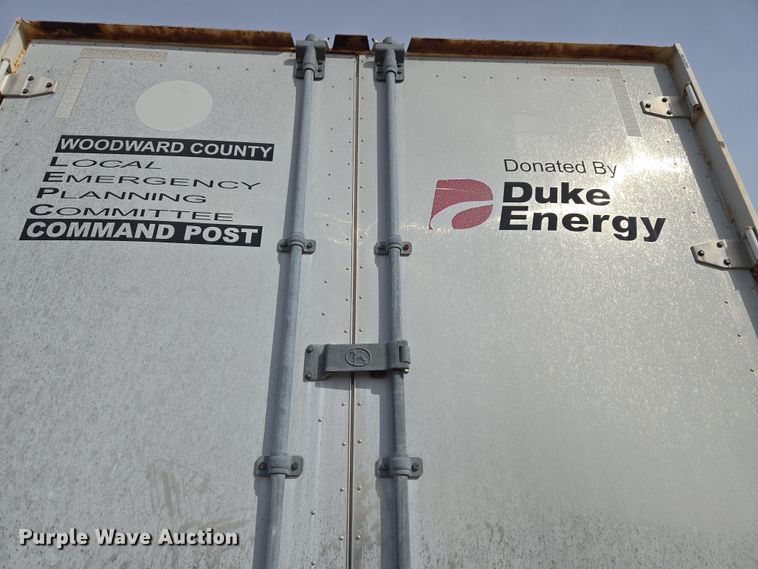 WOODWARD COUNTY
LOCAL
EMERGENCY
PLANNING
COMMITTEE
COMMAND POST
Donated By
Duke
Energy
Purple Wave Auction